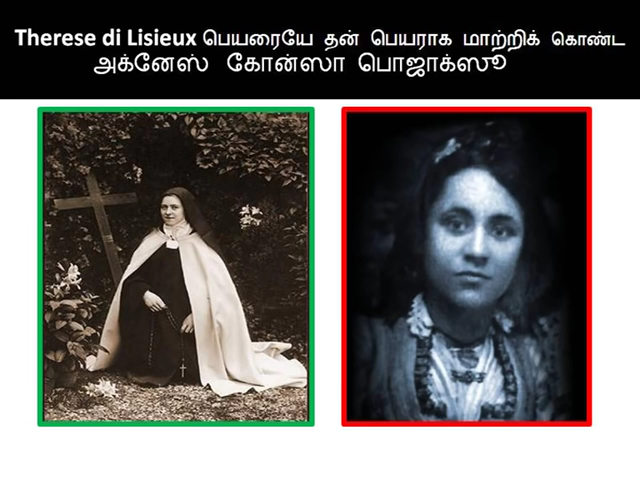 Therese di Lisieux பெயரையே தன் பெயராக மாற்றிக் கொண்ட
அக்னேஸ் கோன்ஸா பொஜாக்ஸூ